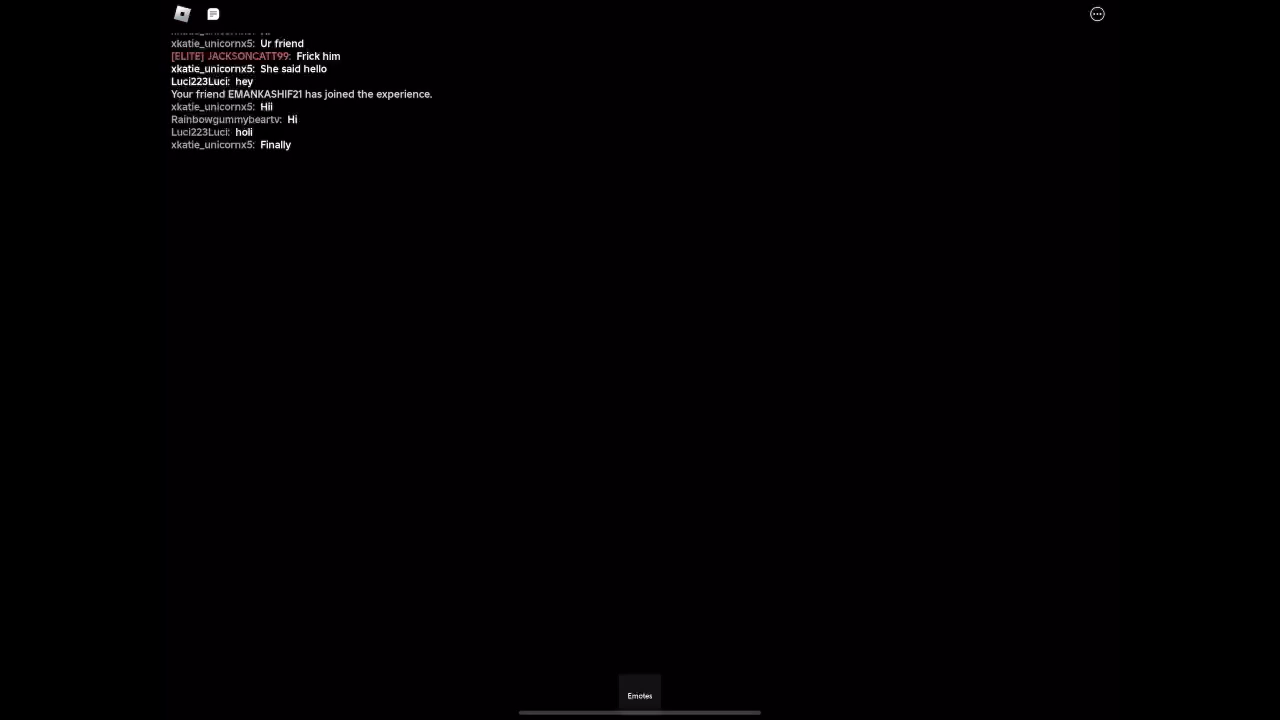 xkatie_unicornx5: Ur friend
[ELITE] JACKSONCATT99: Frick him
xkatie_unicornx5: She said hello
Luci223Luci: hey
Your friend EMANKASHIF21 has joined the experience.
xkatie_unicornx5: Hii
Rainbowgummybeartv: Hi
Luci223Luci: holi
xkatie_unicornx5: Finally
Emotes